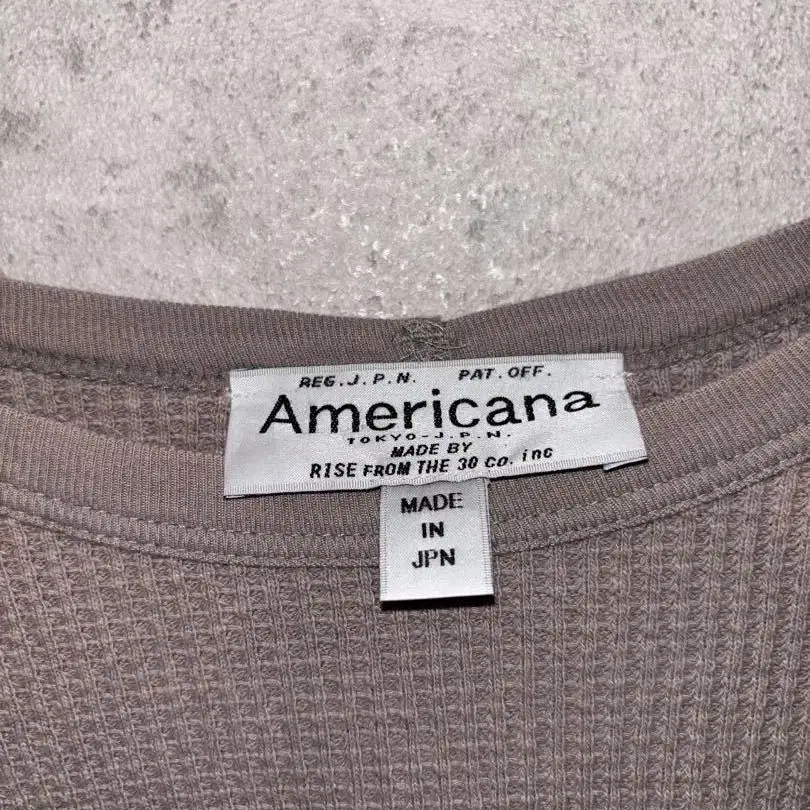 REG.J.P.N. PAT.OFF.
Americana
TOKYO-J.P.N.
MADE BY
RISE FROM THE 30 co. inc
MADE
IN
JPN